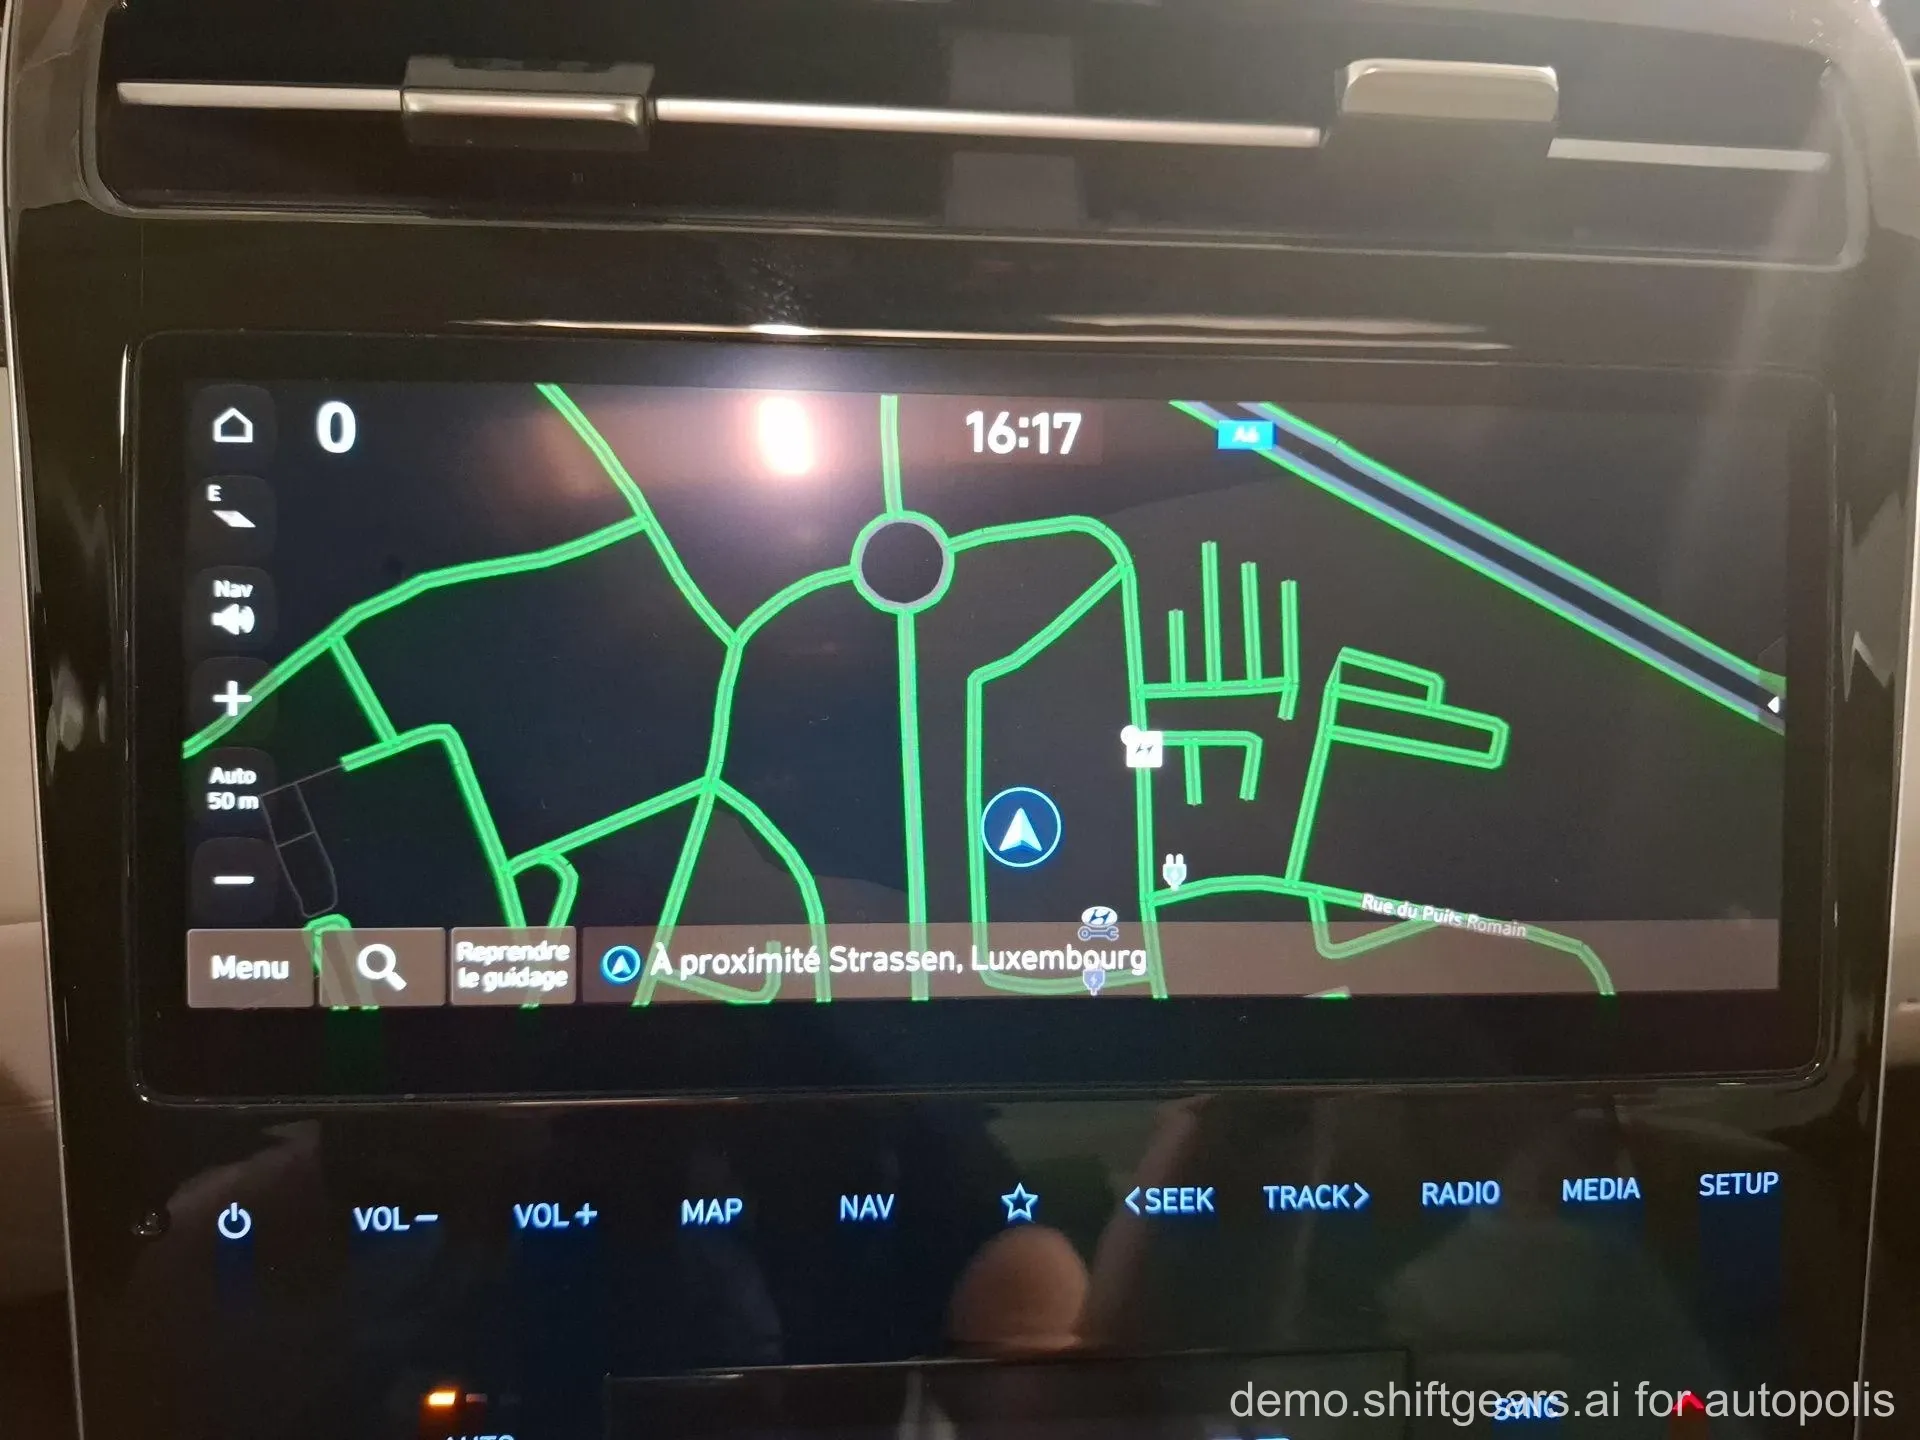 0
16:17
A6
E
Nav
Auto
50 m
Rue du Puits Romain
Menu
Reprendre
le guidage
À proximité Strassen, Luxembourg
VOL−
VOL+
MAP
NAV
<SEEK
TRACK>
RADIO
MEDIA
SETUP
demo.shiftgears.ai for autopolis
SYNC
AUTO